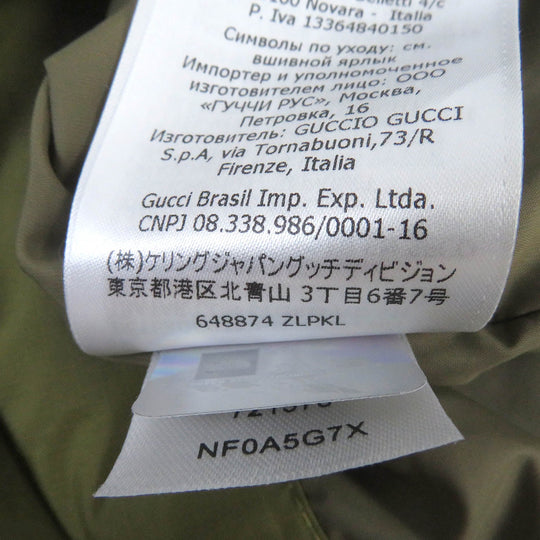 100 Novara - Italia
P. Iva 13364840150
Символы по уходу: см.
вшивной ярлык
Импортер и уполномоченное
изготовителем лицо: ООО
«ГУЧЧИ РУС», Москва,
Петровка, 16
Изготовитель: GUCCIO GUCCI
S.p.A, via Tornabuoni,73/R
Firenze, Italia
Gucci Brasil Imp. Exp. Ltda.
CNPJ 08.338.986/0001-16
(株)ケリングジャパングッチディビジョン
東京都港区北青山 3丁目6番7号
648874 ZLPKL
NF0A5G7X